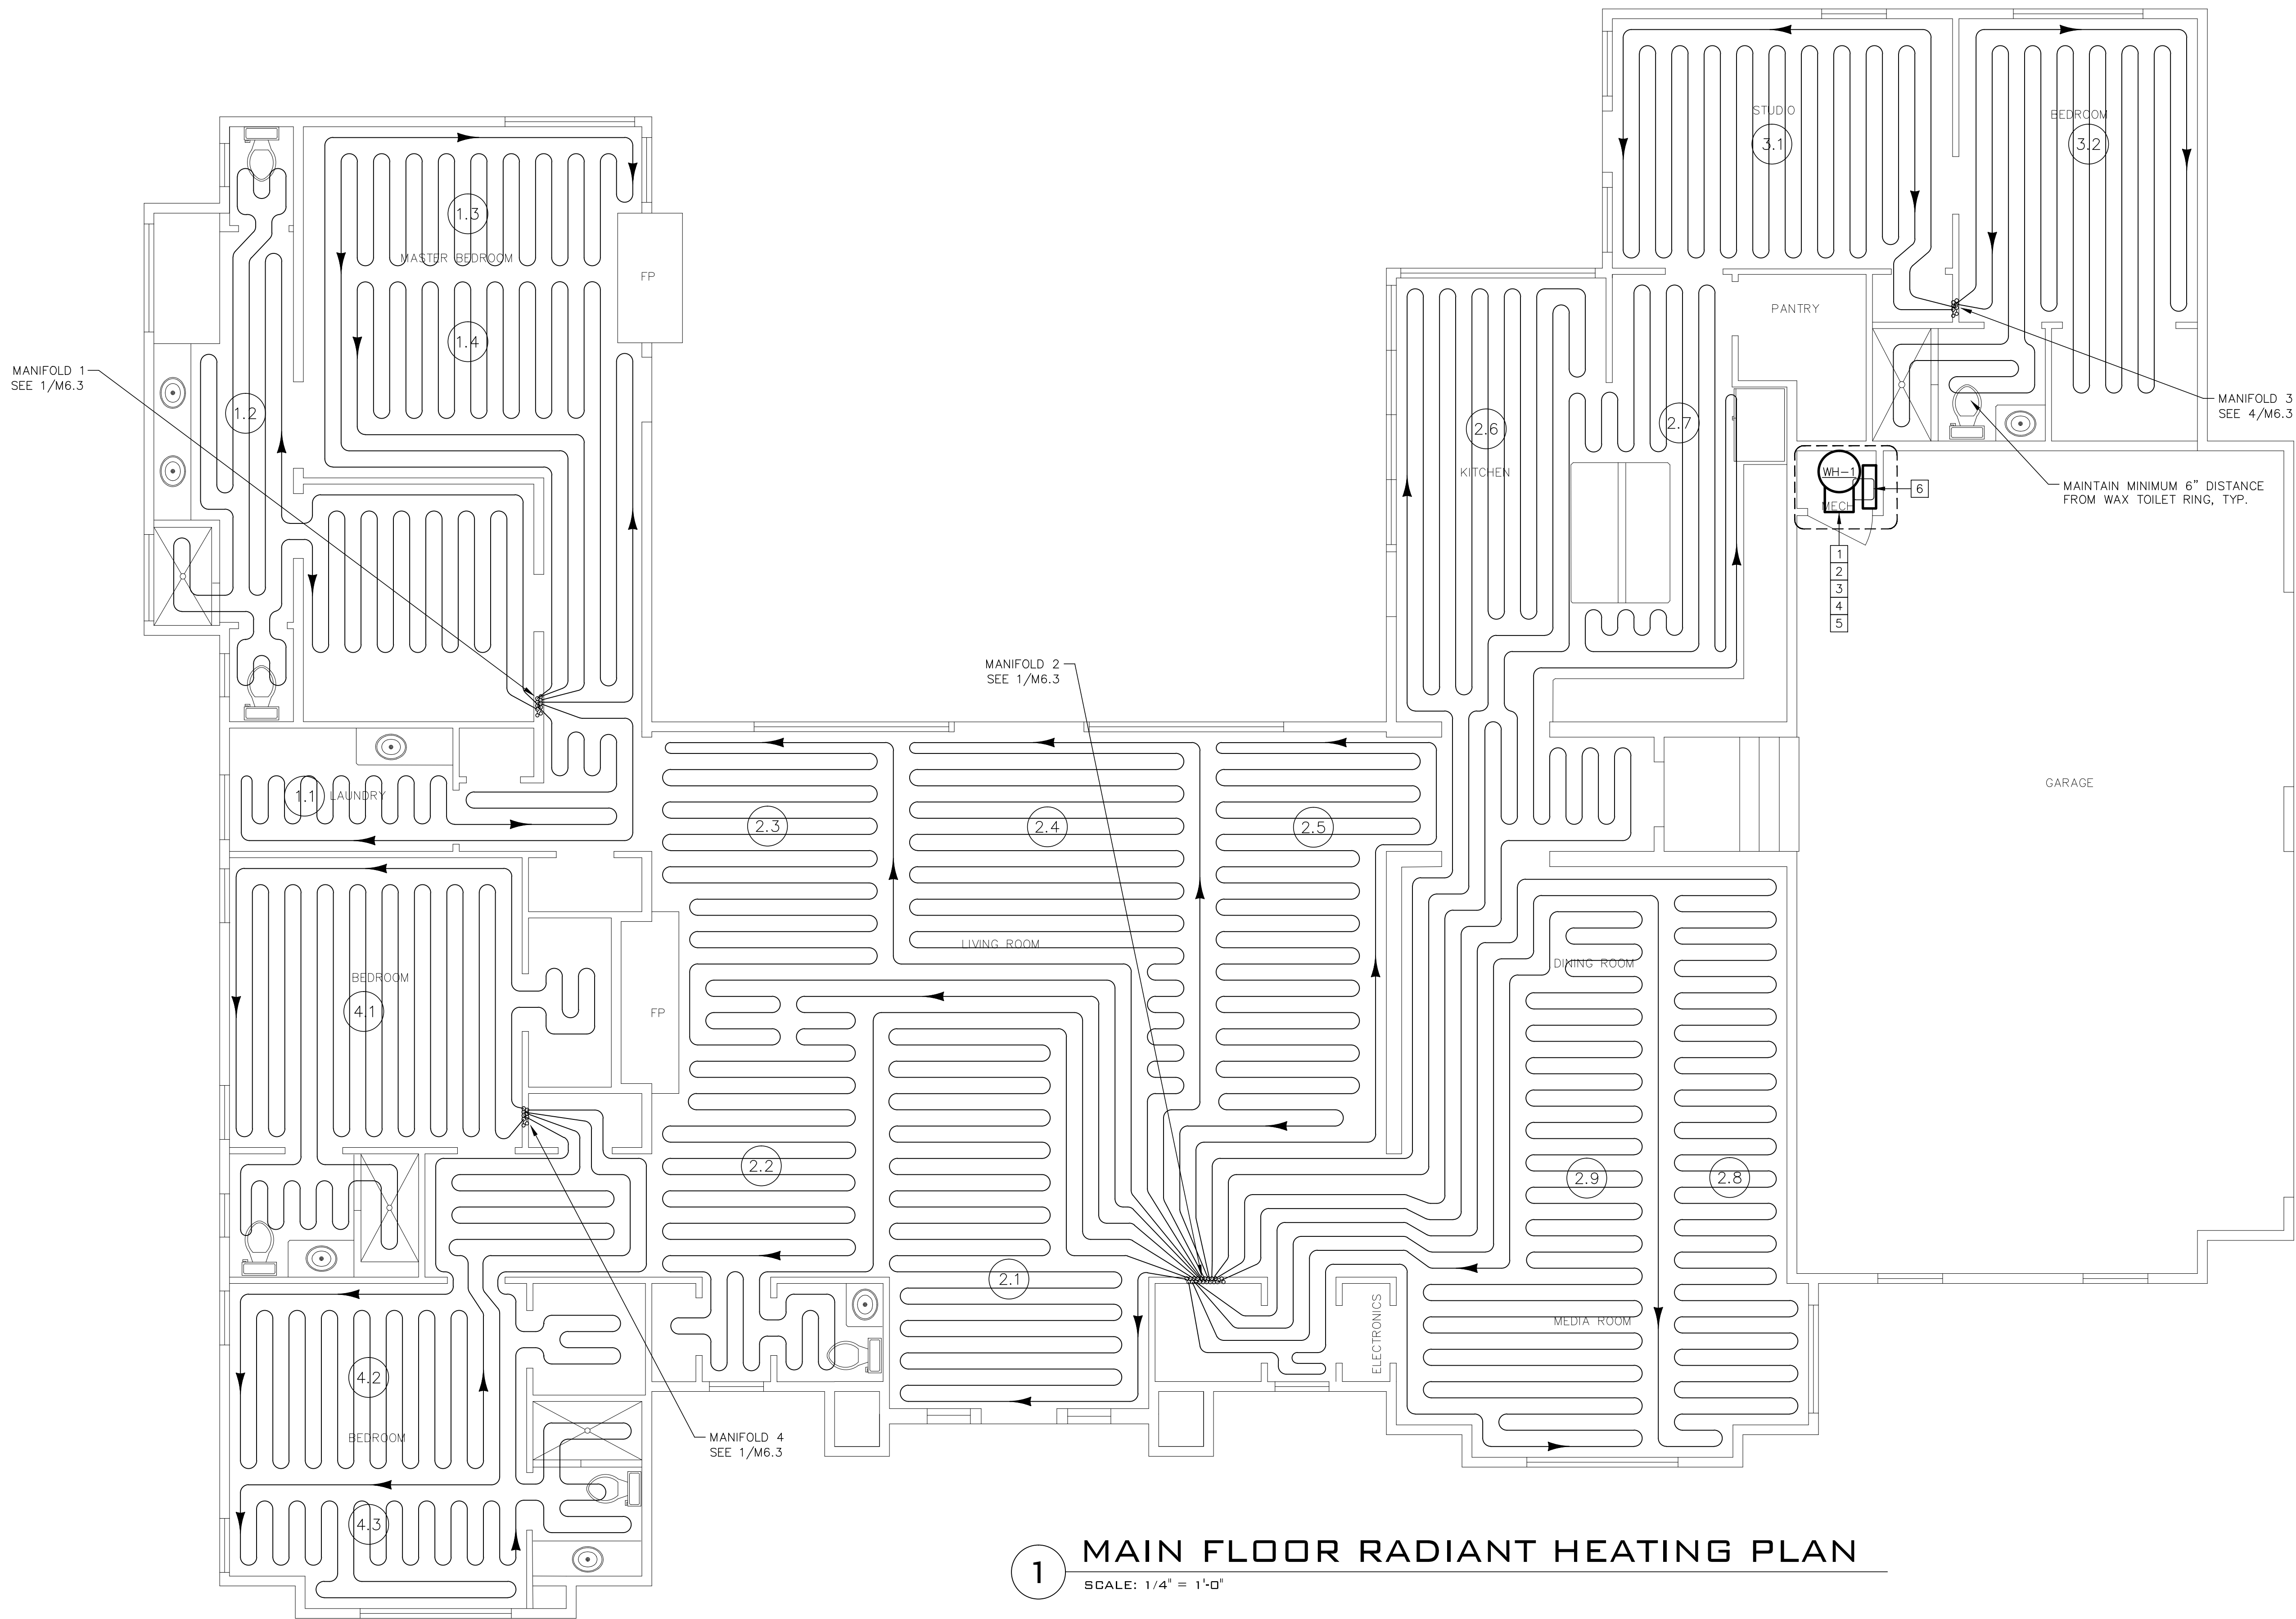 STUDIO
3.1
BEDROOM
3.2
1.3
MASTER BEDROOM
FP
1.4
PANTRY
MANIFOLD 1
SEE 1/M6.3
1.2
MANIFOLD 3
SEE 4/M6.3
2.6
2.7
KITCHEN
WH-1
MECH
6
MAINTAIN MINIMUM 6" DISTANCE
FROM WAX TOILET RING, TYP.
1
2
3
4
5
MANIFOLD 2
SEE 1/M6.3
GARAGE
1.1
LAUNDRY
2.3
2.4
2.5
LIVING ROOM
DINING ROOM
BEDROOM
4.1
FP
2.2
2.9
2.8
2.1
MEDIA ROOM
ELECTRONICS
4.2
BEDROOM
MANIFOLD 4
SEE 1/M6.3
4.3
1
MAIN FLOOR RADIANT HEATING PLAN
SCALE: 1/4" = 1'-0"